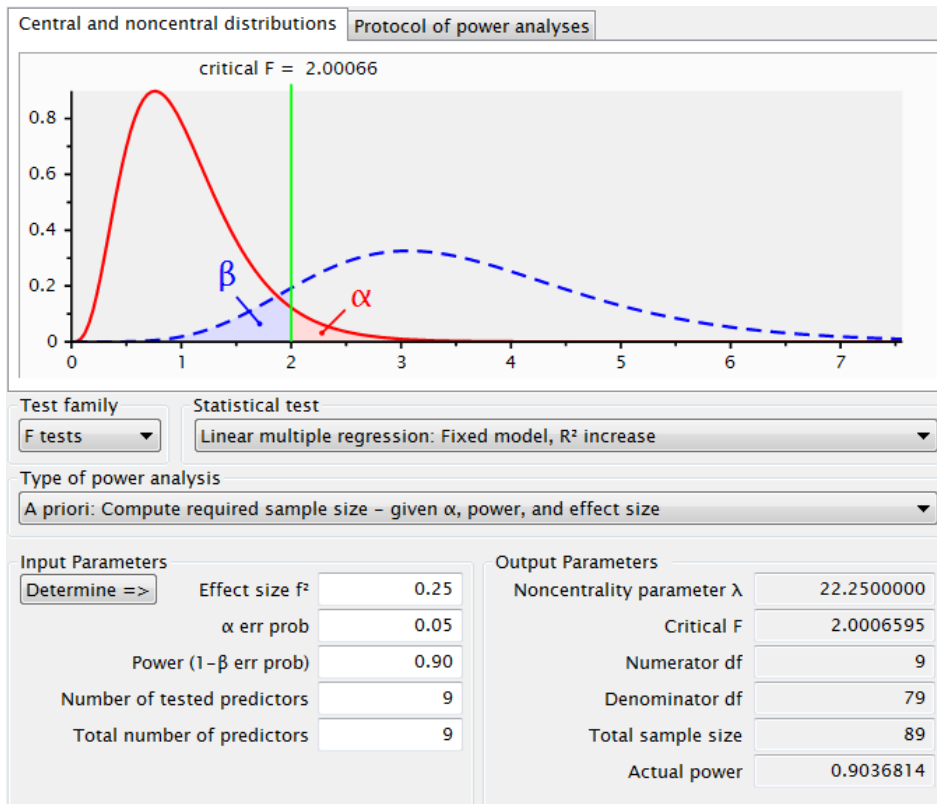 Central and noncentral distributions
Protocol of power analyses
critical F = 2.00066
0.8
0.6
0.4
0.2
0
β
α
0 1 2 3 4 5 6 7
Test family
Statistical test
F tests
Linear multiple regression: Fixed model, R² increase
Type of power analysis
A priori: Compute required sample size – given α, power, and effect size
Input Parameters
Determine =>
Effect size f² 0.25
α err prob 0.05
Power (1-β err prob) 0.90
Number of tested predictors 9
Total number of predictors 9
Output Parameters
Noncentrality parameter λ 22.2500000
Critical F 2.0006595
Numerator df 9
Denominator df 79
Total sample size 89
Actual power 0.9036814